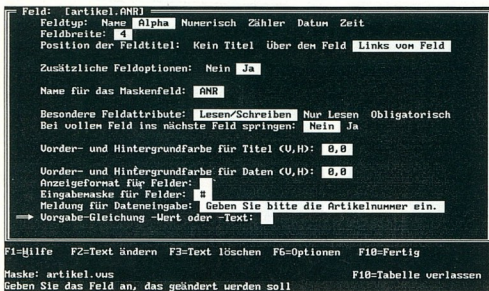 Feld: [artikel.ANR]
Feldtyp: Name Alpha Numerisch Zähler Datum Zeit
Feldbreite: 4
Position der Feldtitel: Kein Titel Über dem Feld Links vom Feld
Zusätzliche Feldoptionen: Nein Ja
Name für das Maskenfeld: ANR
Besondere Feldattribute: Lesen/Schreiben Nur Lesen Obligatorisch
Bei vollem Feld ins nächste Feld springen: Nein Ja
Vorder- und Hintergrundfarbe für Titel (V,H): 0,0
Vorder- und Hintergrundfarbe für Daten (V,H): 0,0
Anzeigeformat für Felder:
Eingabemaske für Felder: #
Meldung für Dateneingabe: Geben Sie bitte die Artikelnummer ein.
⇒ Vorgabe-Gleichung -Wert oder -Text:
F1=Hilfe F2=Text ändern F3=Text löschen F6=Optionen F10=Fertig
Maske: artikel.vws F10=Tabelle verlassen
Geben Sie das Feld an, das geändert werden soll